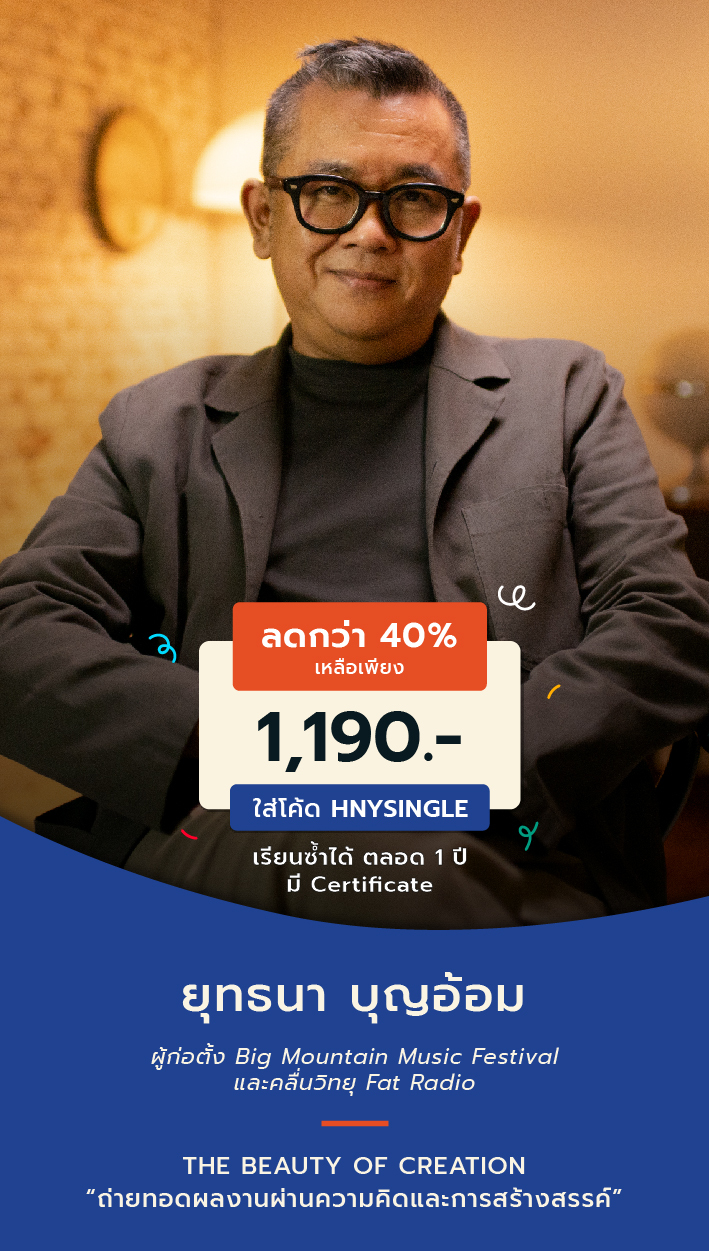 ลดกว่า 40%
เหลือเพียง
1,190.-
ใส่โค้ด HNYSINGLE
เรียนซ้ำได้ ตลอด 1 ปี
มี Certificate
ยุทธนา บุญอ้อม
ผู้ก่อตั้ง Big Mountain Music Festival
และคลื่นวิทยุ Fat Radio
THE BEAUTY OF CREATION
“ถ่ายทอดผลงานผ่านความคิดและการสร้างสรรค์”